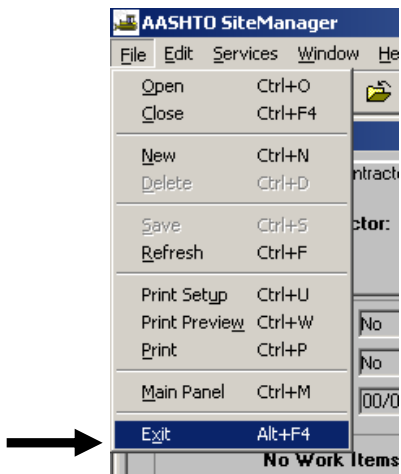 AASHTO SiteManager
File Edit Services Window He
Open Ctrl+O
Close Ctrl+F4
New Ctrl+N
Delete Ctrl+D
ntracto
Save Ctrl+S
ctor:
Refresh Ctrl+F
Print Setup Ctrl+U
Print Preview Ctrl+W
No
Print Ctrl+P
No
Main Panel Ctrl+M
00/0
Exit Alt+F4
No Work Items